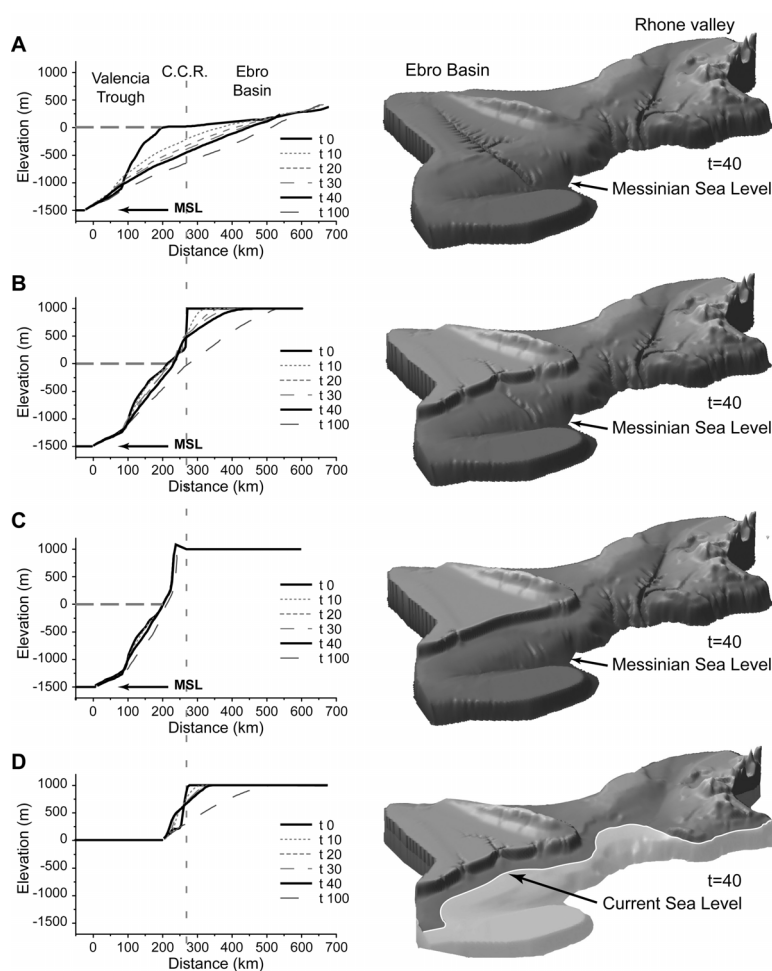 A
Valencia
Trough
C.C.R.
Ebro
Basin
1000
500
0
-500
-1000
-1500
Elevation (m)
MSL
t 0
t 10
t 20
t 30
t 40
t 100
0 100 200 300 400 500 600 700
Distance (km)
Rhone valley
Ebro Basin
t=40
Messinian Sea Level
B
1000
500
0
-500
-1000
-1500
Elevation (m)
MSL
t 0
t 10
t 20
t 30
t 40
t 100
0 100 200 300 400 500 600 700
Distance (km)
t=40
Messinian Sea Level
C
1000
500
0
-500
-1000
-1500
Elevation (m)
MSL
t 0
t 10
t 20
t 30
t 40
t 100
0 100 200 300 400 500 600 700
Distance (km)
t=40
Messinian Sea Level
D
1000
500
0
-500
-1000
-1500
Elevation (m)
t 0
t 10
t 20
t 30
t 40
t 100
0 100 200 300 400 500 600 700
Distance (km)
t=40
Current Sea Level